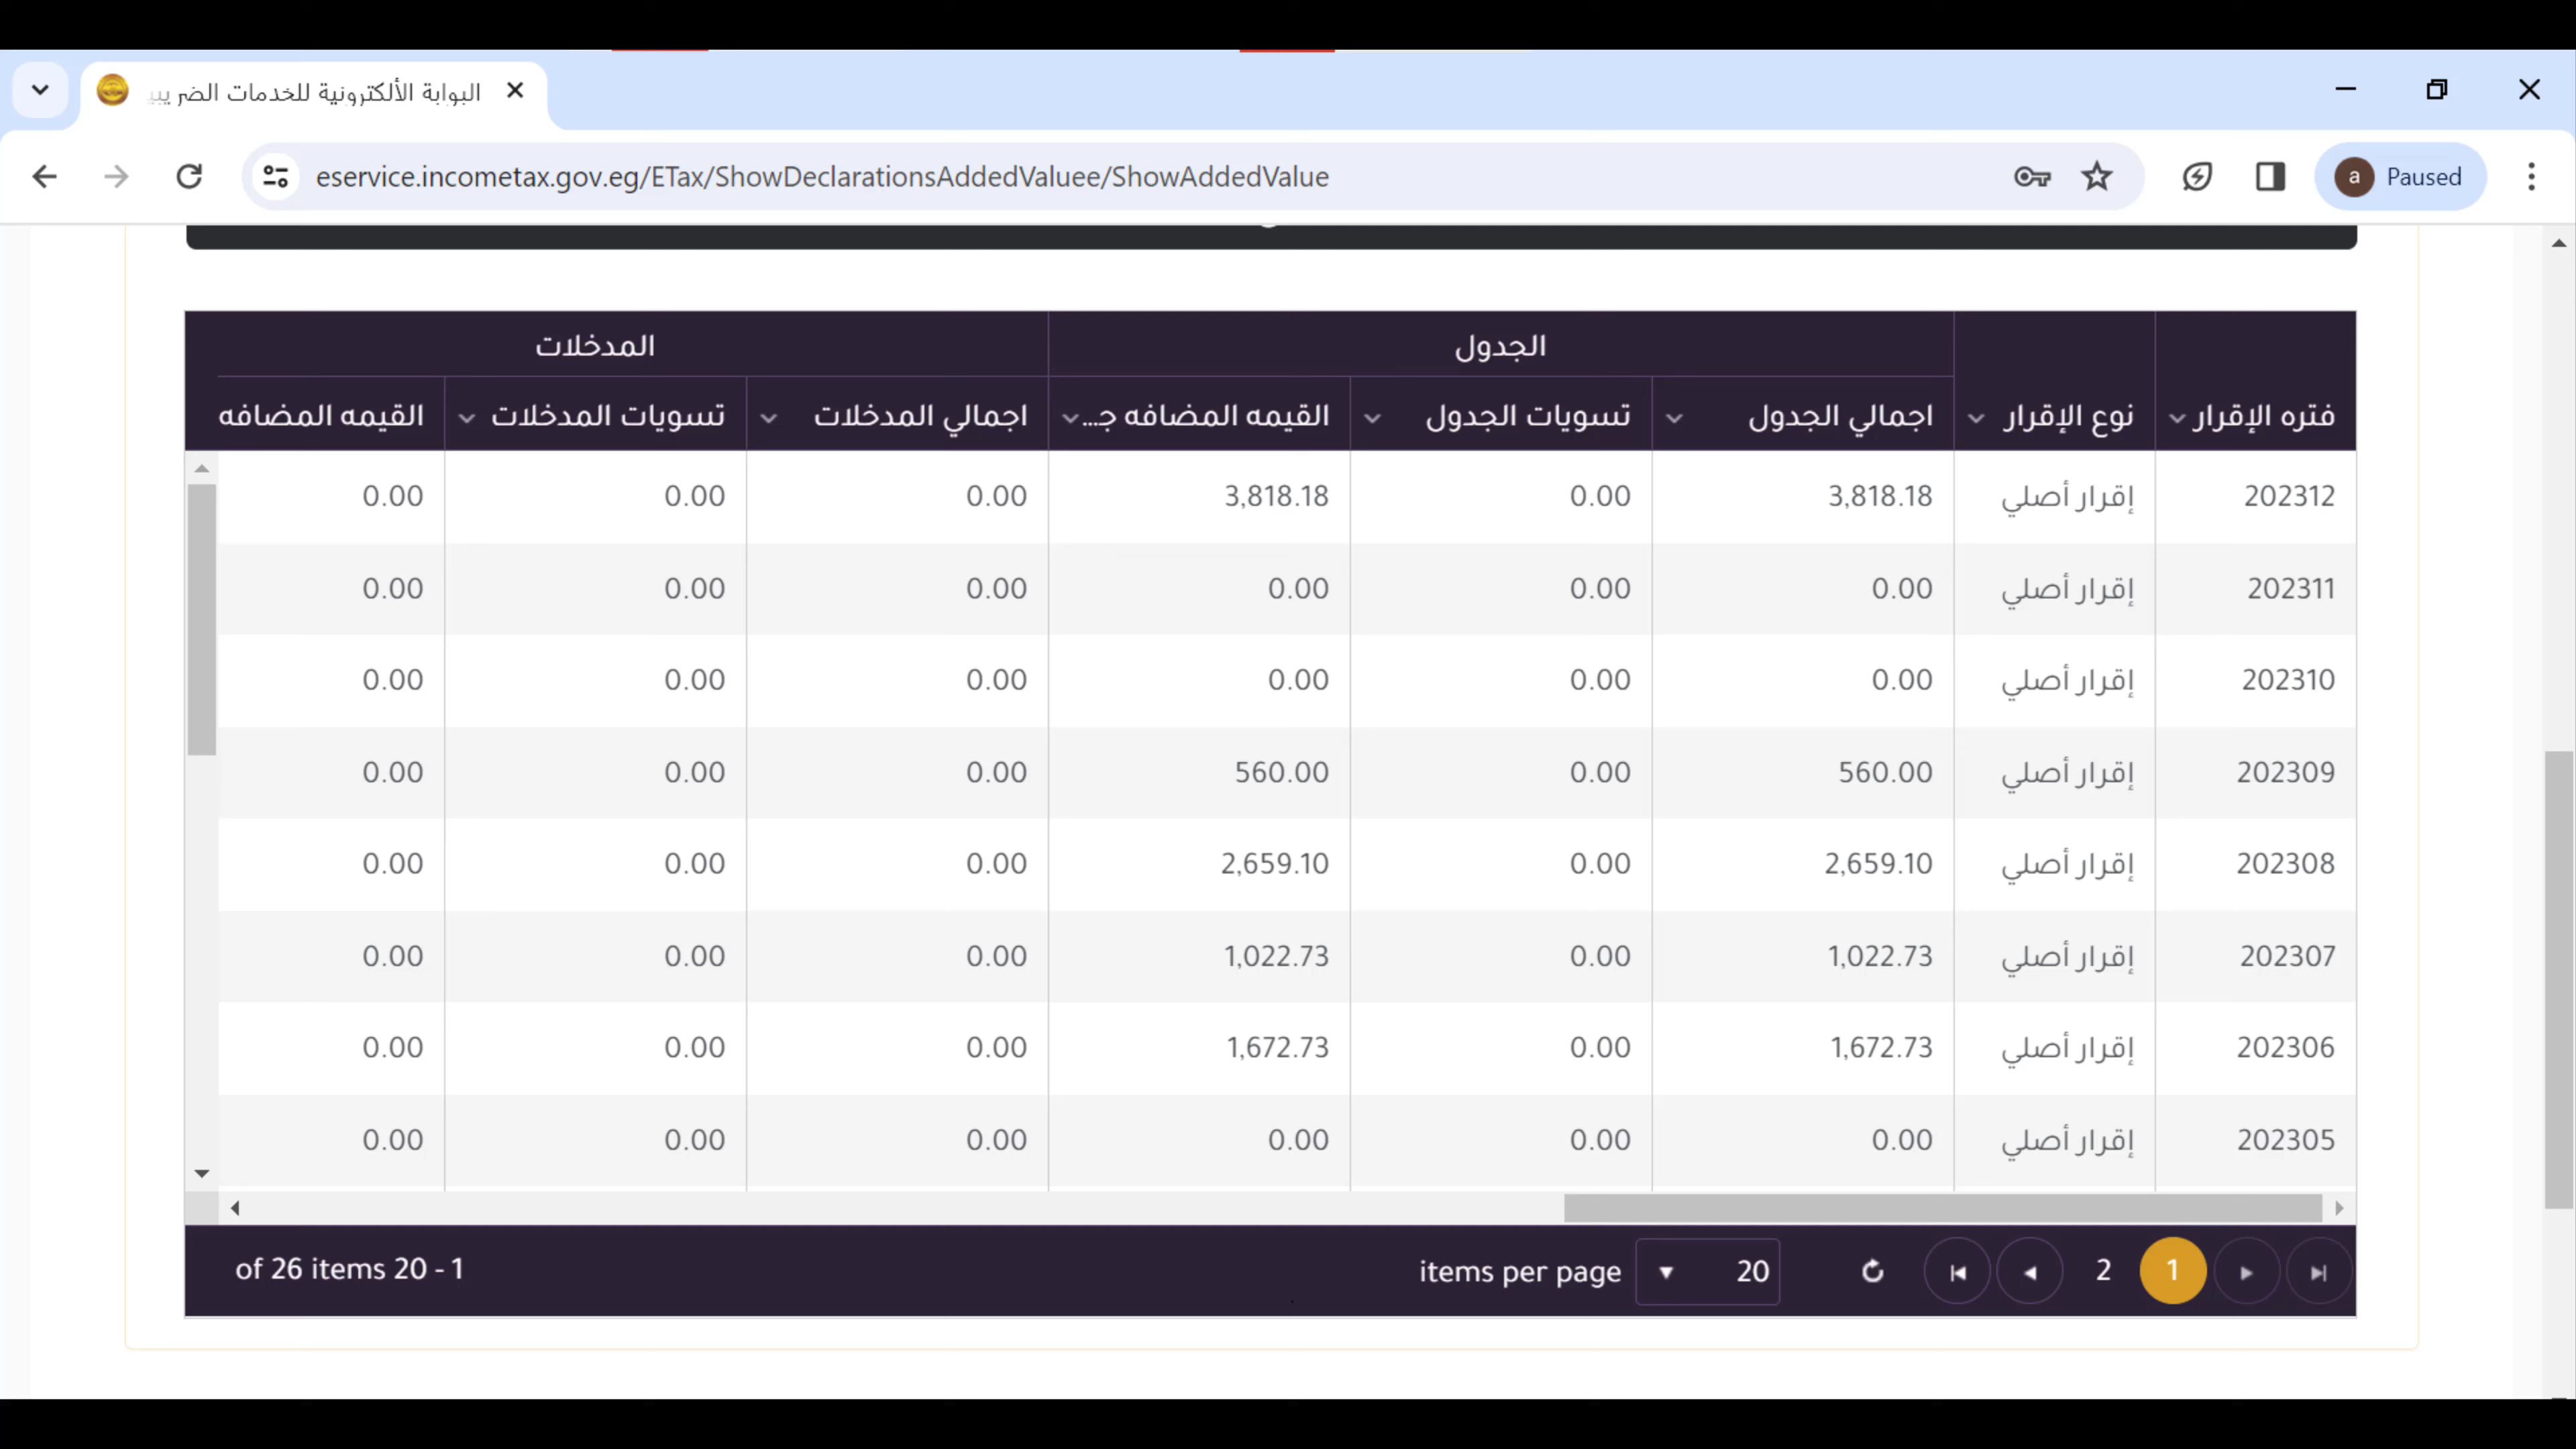 البوابة الألكترونية للخدمات الضريبي
eservice.incometax.gov.eg/ETax/ShowDeclarationsAddedValuee/ShowAddedValue
a Paused
الجدول المدخلات
فتره الإقرار نوع الإقرار اجمالي الجدول تسويات الجدول القيمه المضافه ج... اجمالي المدخلات تسويات المدخلات القيمه المضافه
202312 إقرار أصلي 3,818.18 0.00 3,818.18 0.00 0.00 0.00
202311 إقرار أصلي 0.00 0.00 0.00 0.00 0.00 0.00
202310 إقرار أصلي 0.00 0.00 0.00 0.00 0.00 0.00
202309 إقرار أصلي 560.00 0.00 560.00 0.00 0.00 0.00
202308 إقرار أصلي 2,659.10 0.00 2,659.10 0.00 0.00 0.00
202307 إقرار أصلي 1,022.73 0.00 1,022.73 0.00 0.00 0.00
202306 إقرار أصلي 1,672.73 0.00 1,672.73 0.00 0.00 0.00
202305 إقرار أصلي 0.00 0.00 0.00 0.00 0.00 0.00
1 2 20 items per page of 26 items 20 - 1